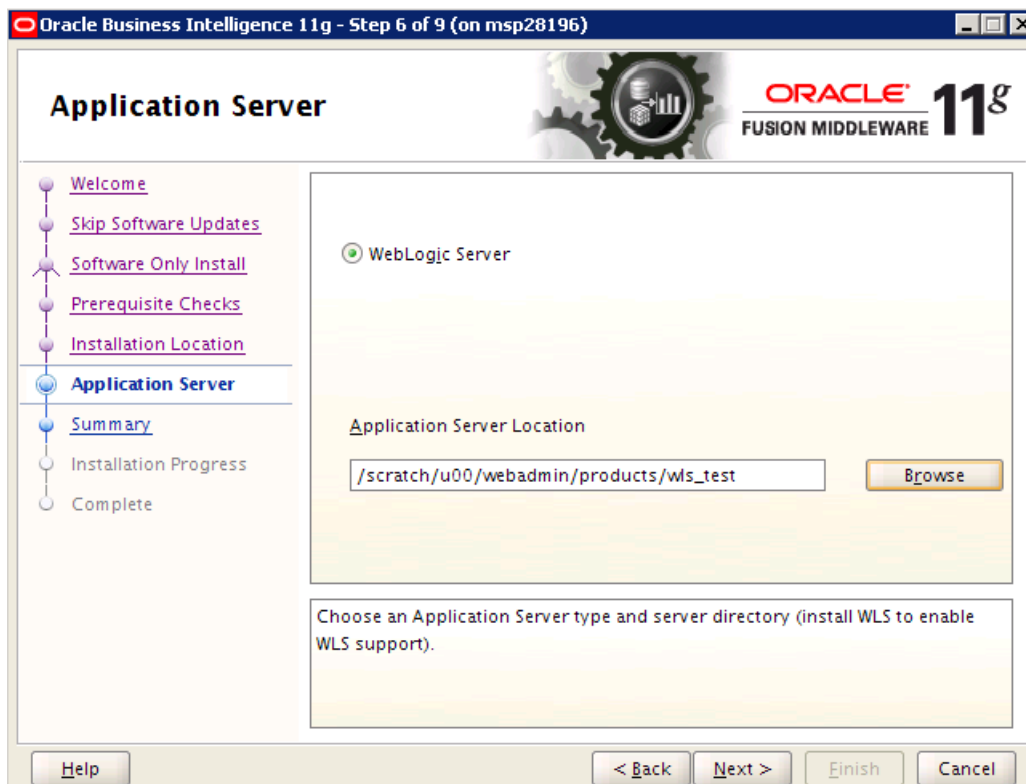 Oracle Business Intelligence 11g - Step 6 of 9 (on msp28196)
Application Server
ORACLE
FUSION MIDDLEWARE 11g
Welcome
Skip Software Updates
Software Only Install
Prerequisite Checks
Installation Location
Application Server
Summary
Installation Progress
Complete
WebLogic Server
Application Server Location
/scratch/u00/webadmin/products/wls_test
Browse
Choose an Application Server type and server directory (install WLS to enable
WLS support).
Help
< Back
Next >
Finish
Cancel